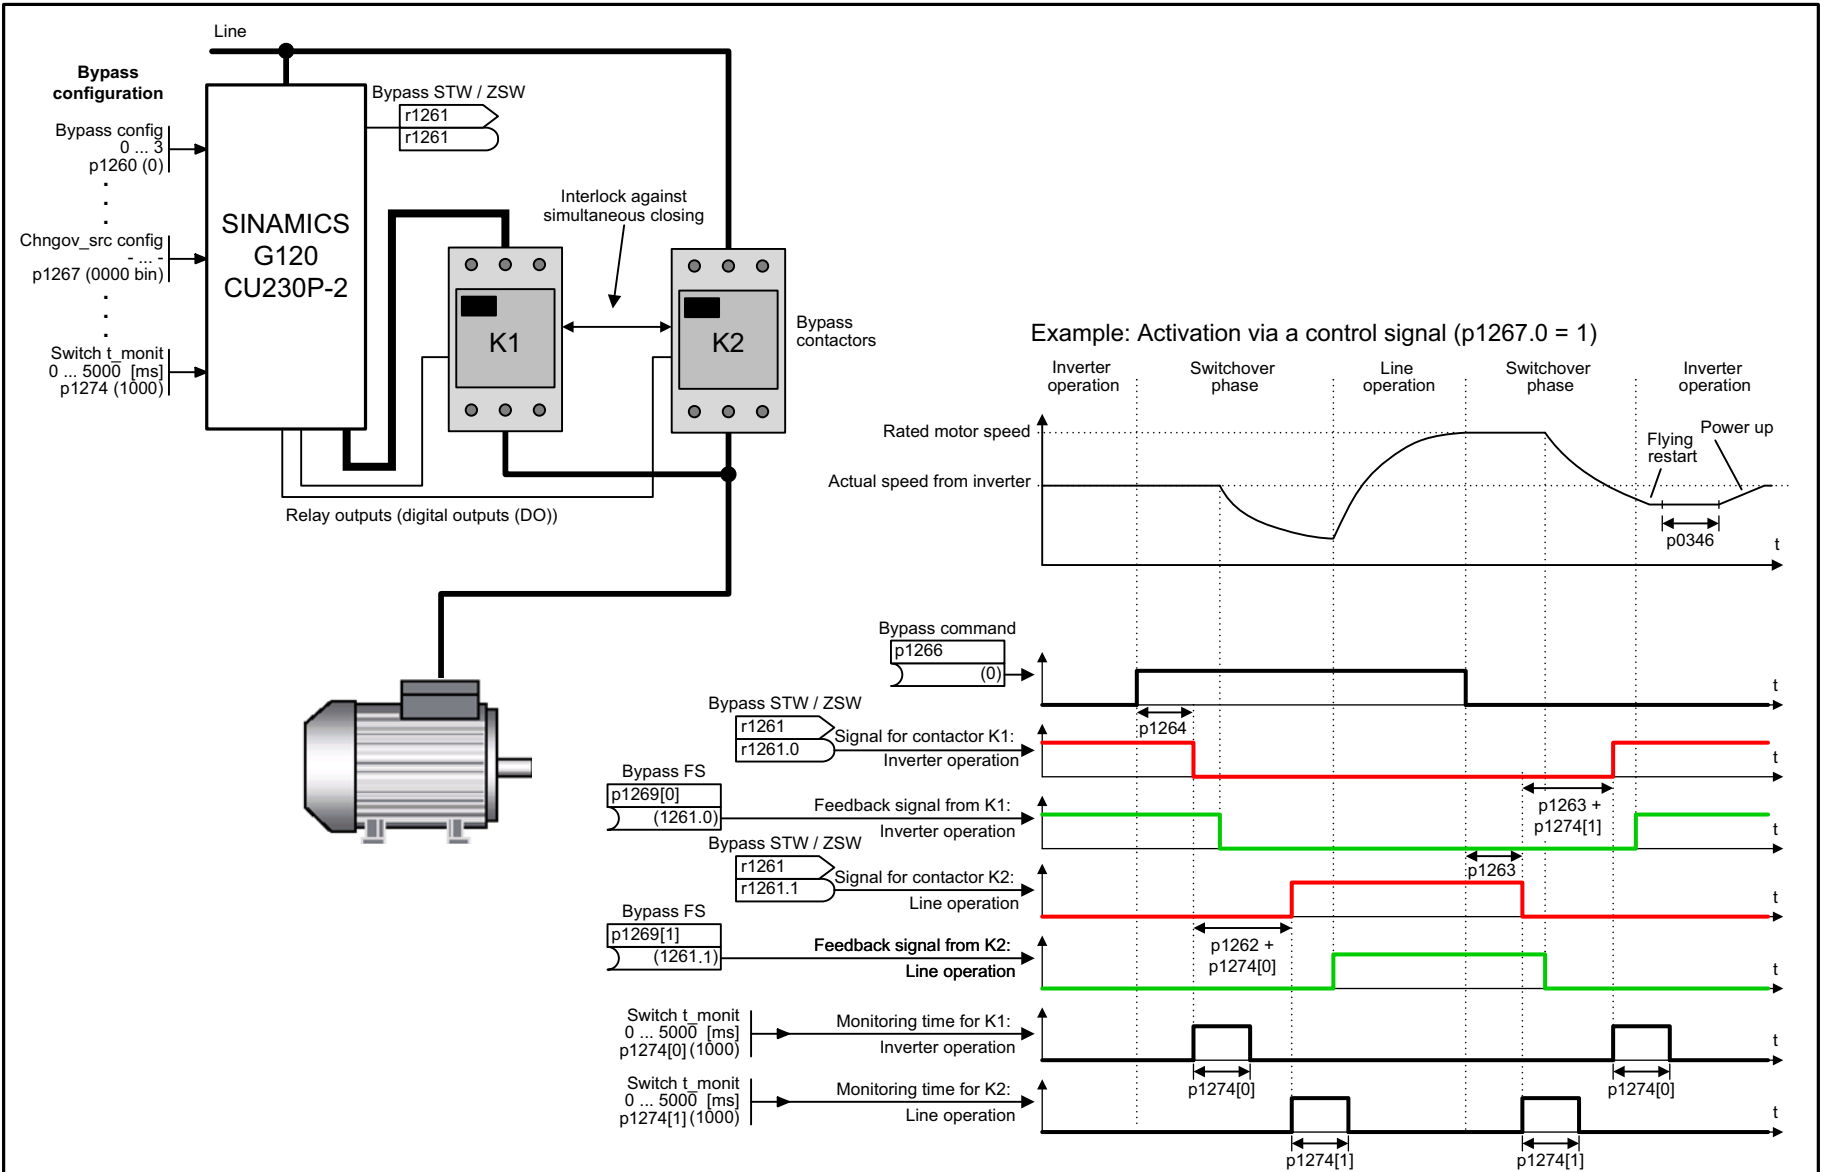 Line
Bypass
configuration
Bypass config
0 ... 3
p1260 (0)
.
.
.
Chngov_src config
- ... -
p1267 (0000 bin)
.
.
.
Switch t_monit
0 ... 5000 [ms]
p1274 (1000)
SINAMICS
G120
CU230P-2
Bypass STW / ZSW
r1261
r1261
Interlock against
simultaneous closing
K1
K2
Bypass
contactors
Relay outputs (digital outputs (DO))
Example: Activation via a control signal (p1267.0 = 1)
Inverter
operation
Switchover
phase
Line
operation
Switchover
phase
Inverter
operation
Rated motor speed
Actual speed from inverter
Flying
restart
Power up
p0346
t
Bypass command
p1266
(0)
t
p1264
Bypass STW / ZSW
r1261
r1261.0
Signal for contactor K1:
Inverter operation
t
p1263 +
p1274[1]
Bypass FS
p1269[0]
(1261.0)
Feedback signal from K1:
Inverter operation
t
p1263
Bypass STW / ZSW
r1261
r1261.1
Signal for contactor K2:
Line operation
t
p1262 +
p1274[0]
Bypass FS
p1269[1]
(1261.1)
Feedback signal from K2:
Line operation
t
Switch t_monit
0 ... 5000 [ms]
p1274[0] (1000)
Monitoring time for K1:
Inverter operation
t
p1274[0]
p1274[0]
Switch t_monit
0 ... 5000 [ms]
p1274[1] (1000)
Monitoring time for K2:
Line operation
t
p1274[1]
p1274[1]